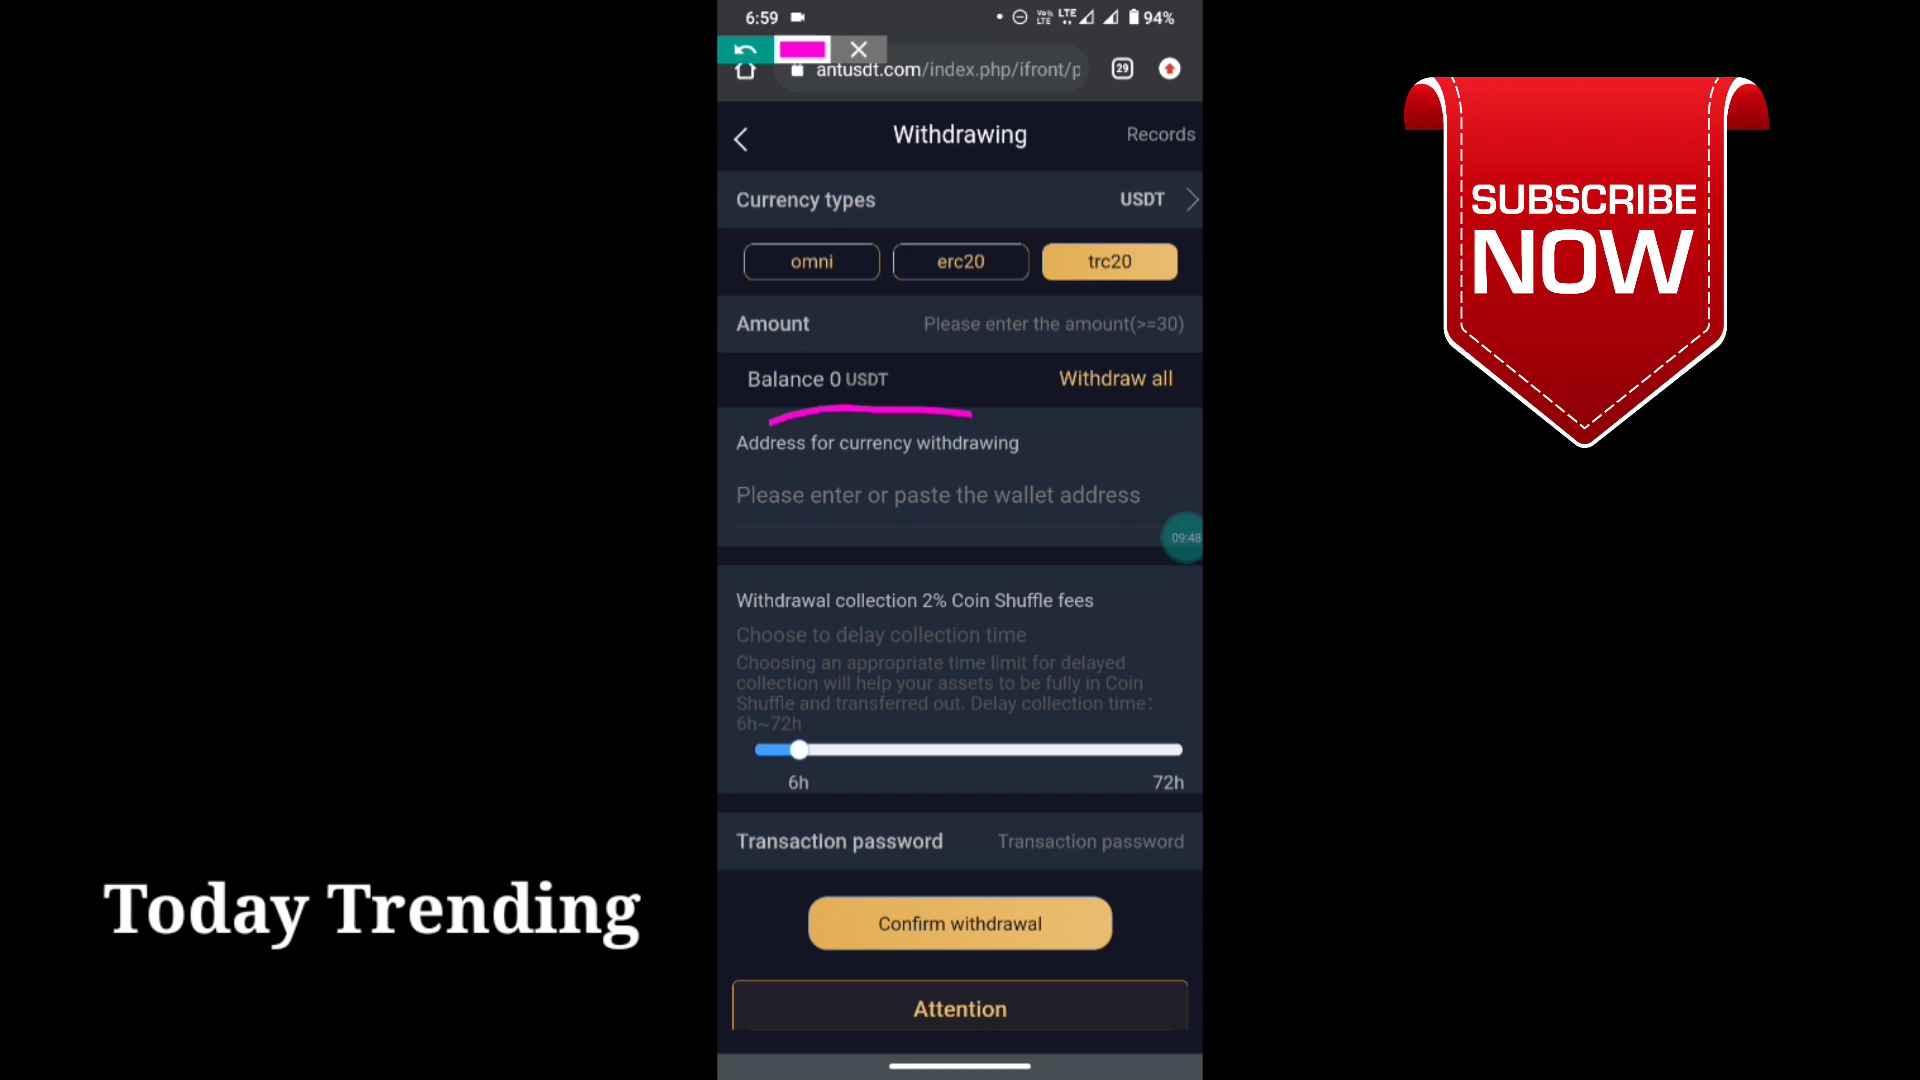 6:59
Vo))
LTE
LTE
94%
antusdt.com/index.php/ifront/p
29
Withdrawing
Records
Currency types
USDT
omni
erc20
trc20
Amount
Please enter the amount(>=30)
Balance 0 USDT
Withdraw all
Address for currency withdrawing
Please enter or paste the wallet address
09:48
Withdrawal collection 2% Coin Shuffle fees
Choose to delay collection time
Choosing an appropriate time limit for delayed
collection will help your assets to be fully in Coin
Shuffle and transferred out. Delay collection time：
6h~72h
6h
72h
Transaction password
Transaction password
Confirm withdrawal
Attention
Today Trending
SUBSCRIBE
NOW